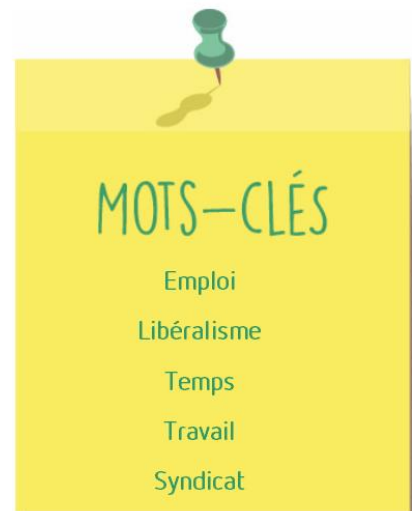 MOTS-CLÉS
Emploi
Libéralisme
Temps
Travail
Syndicat